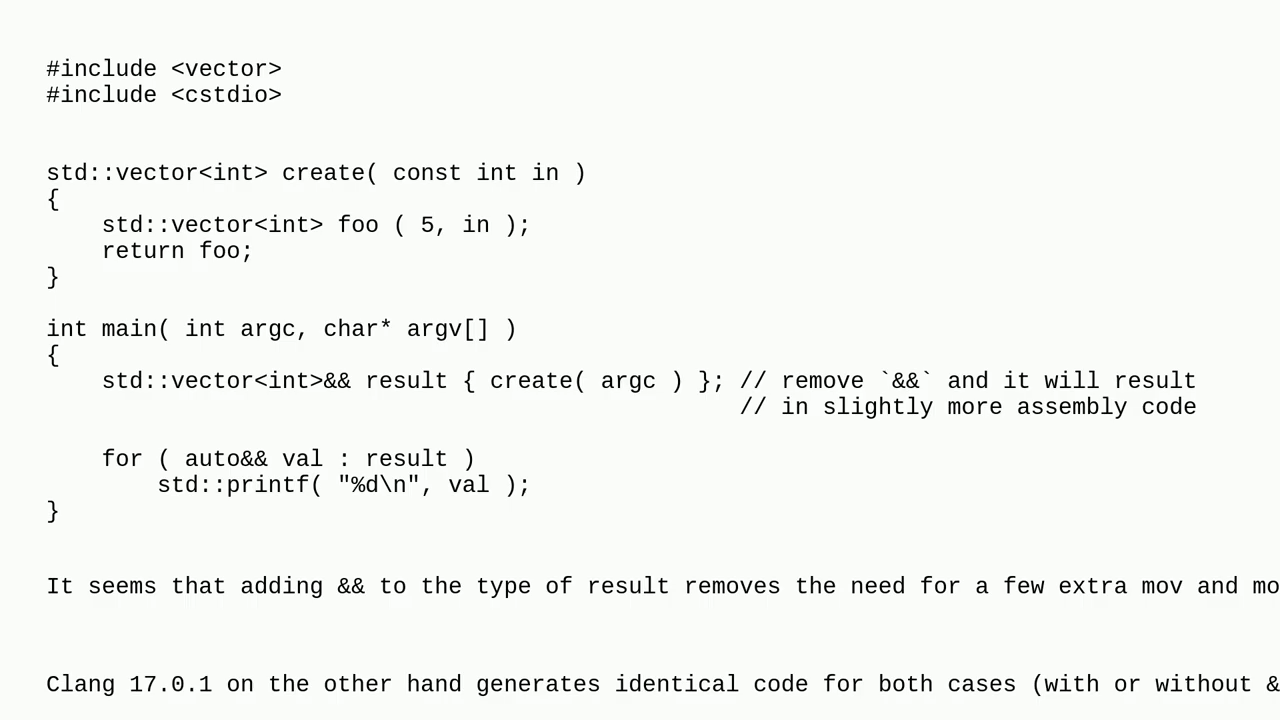 #include <vector>
#include <cstdio>
std::vector<int> create( const int in )
{
    std::vector<int> foo ( 5, in );
    return foo;
}
int main( int argc, char* argv[] )
{
    std::vector<int>&& result { create( argc ) }; // remove `&&` and it will result
                                                  // in slightly more assembly code
    for ( auto&& val : result )
        std::printf( "%d\n", val );
}
It seems that adding && to the type of result removes the need for a few extra mov and
Clang 17.0.1 on the other hand generates identical code for both cases (with or without